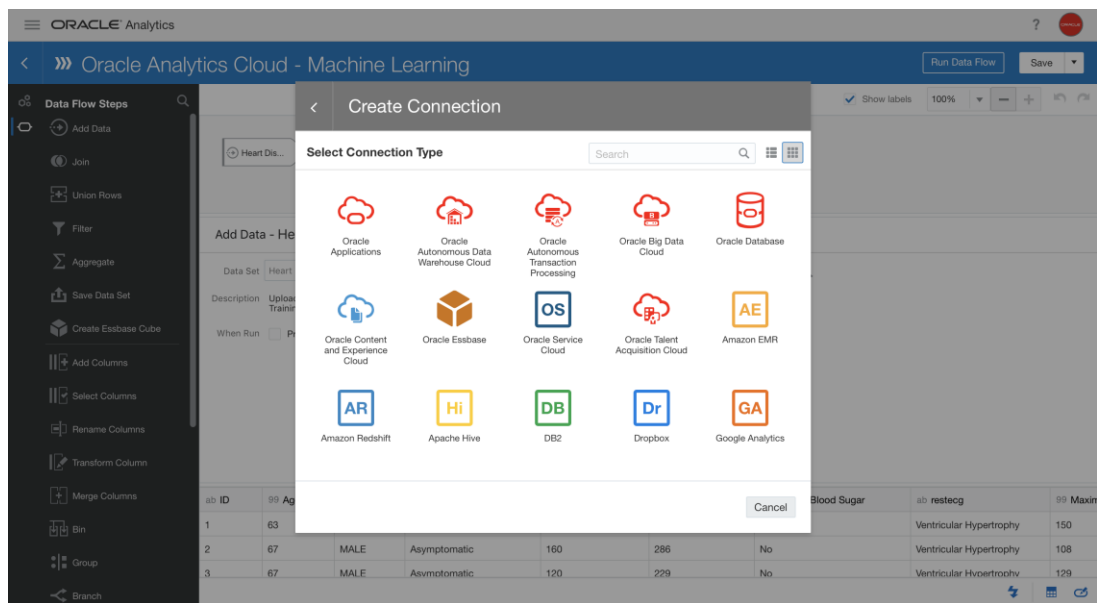 ORACLE Analytics
?
ORACLE
Oracle Analytics Cloud - Machine Learning
Run Data Flow
Save
Data Flow Steps
Add Data
Join
Union Rows
Filter
Aggregate
Save Data Set
Create Essbase Cube
Add Columns
Select Columns
Rename Columns
Transform Column
Merge Columns
Bin
Group
Branch
Show labels
100%
Heart Dis...
Add Data - He
Data Set
Heart
Description
Uploa
Trainin
When Run
Create Connection
Select Connection Type
Search
Oracle
Applications
Oracle
Autonomous Data
Warehouse Cloud
Oracle
Autonomous
Transaction
Processing
Oracle Big Data
Cloud
Oracle Database
Oracle Content
and Experience
Cloud
Oracle Essbase
OS
Oracle Service
Cloud
Oracle Talent
Acquisition Cloud
AE
Amazon EMR
AR
Amazon Redshift
Hi
Apache Hive
DB
DB2
Dr
Dropbox
GA
Google Analytics
Cancel
ab ID
99 Ag
Blood Sugar
ab restecg
99 Maxim
1
63
Ventricular Hypertrophy
150
2
67
MALE
Asymptomatic
160
286
No
Ventricular Hypertrophy
108
3
67
MALE
Asymptomatic
120
229
No
Ventricular Hypertrophy
129